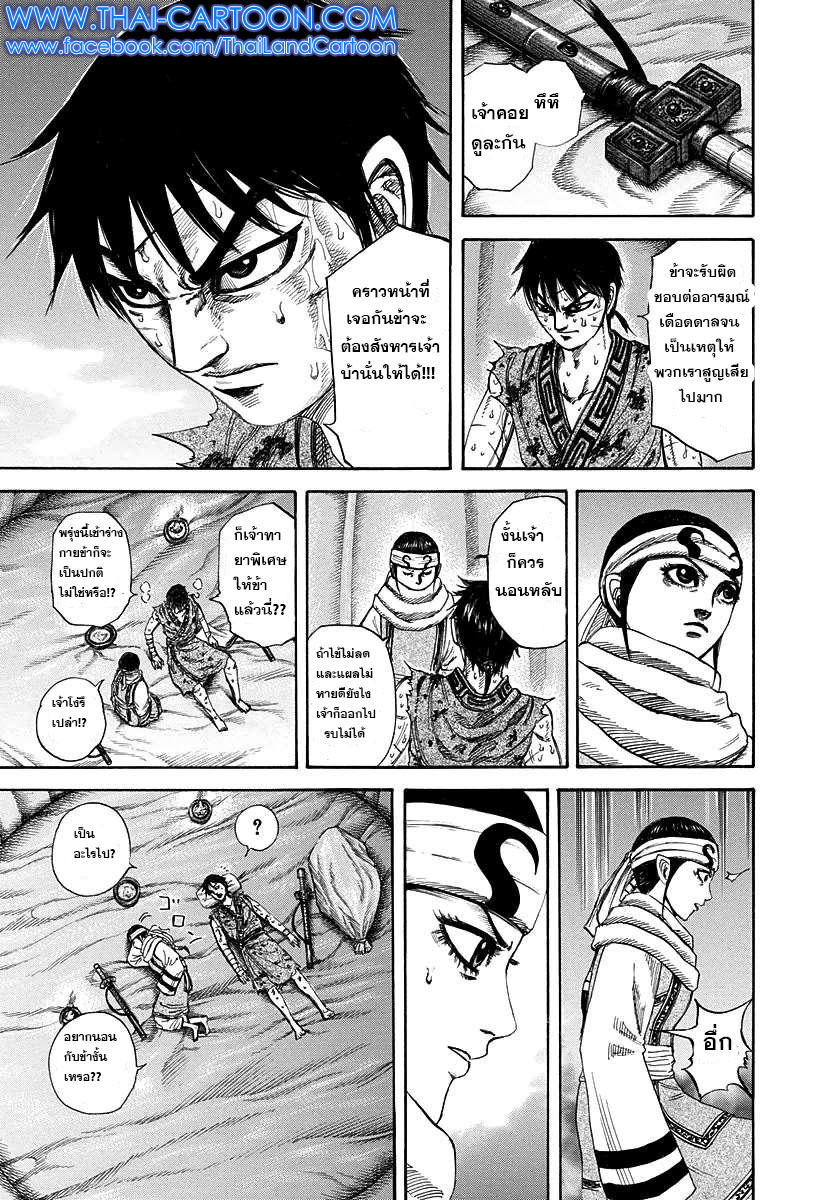 WWW.THAI-CARTOON.COM
www.facebook.com/ThaiLandCartoon
หึหึ
เจ้าคอย
ดูละกัน
ข้าจะรับผิด
ชอบต่ออารมณ์
เดือดดาลจน
เป็นเหตุให้
พวกเราสูญเสีย
ไปมาก
คราวหน้าที่
เจอกันข้าจะ
ต้องสังหารเจ้า
บ้านั่นให้ได้!!!
งั้นเจ้า
ก็ควร
นอนหลับ
ถ้าไข้ไม่ลด
และแผลไม่
หายดียังไง
เจ้าก็ออกไป
รบไม่ได้
ก็เจ้าทา
ยาพิเศษ
ให้ข้า
แล้วนี่??
พรุ่งนี้เช้าร่าง
กายข้าก็จะ
เป็นปกติ
ไม่ใช่หรือ!?
เจ้าโง่รึ
เปล่า!?
อื่ก
?
เป็น
อะไรไป?
ゴロ
อยากนอน
กับข้างั้น
เหรอ??